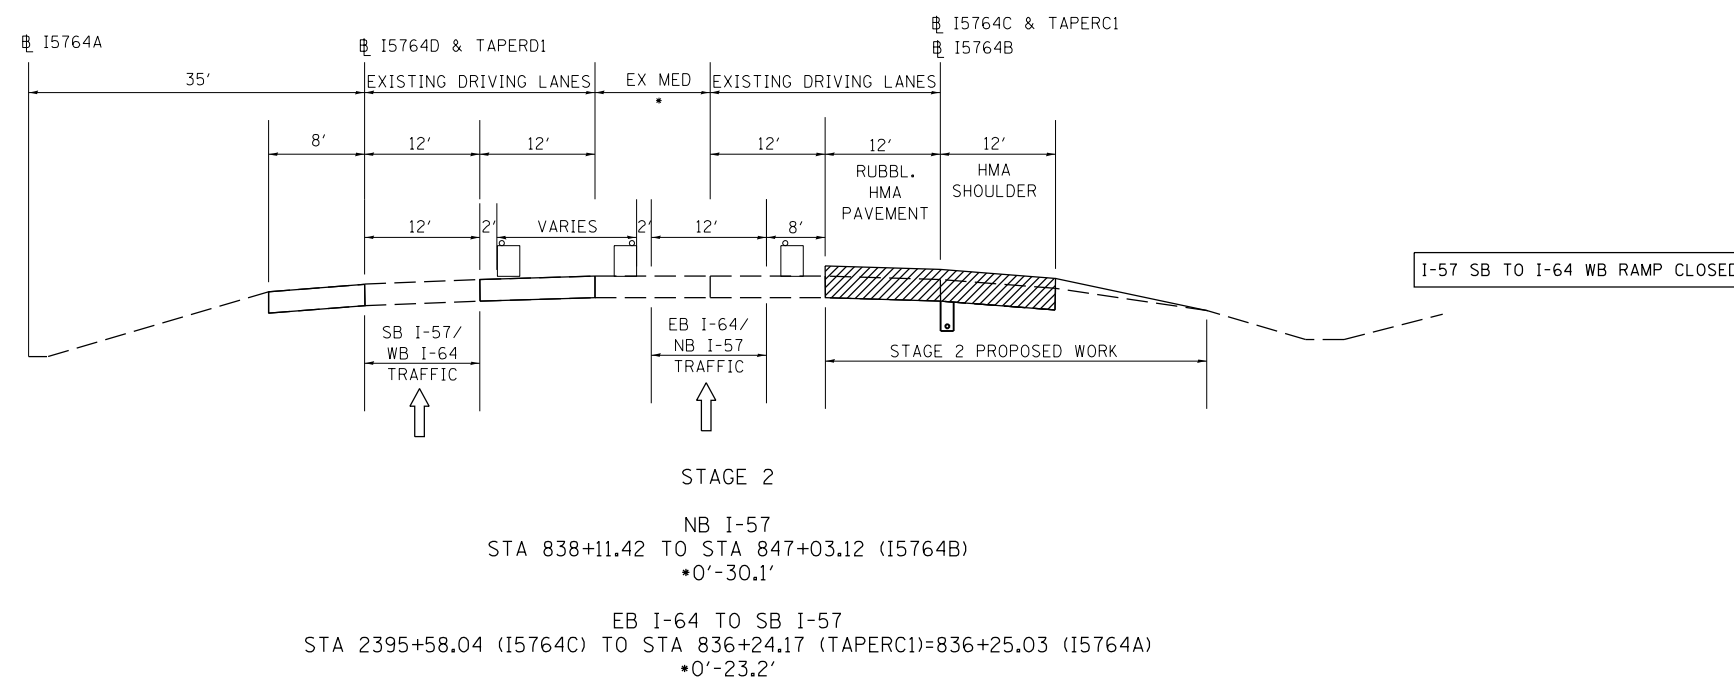 ℄ I5764A
℄ I5764D & TAPERD1
℄ I5764C & TAPERC1
℄ I5764B
35'
EXISTING DRIVING LANES
EX MED
*
EXISTING DRIVING LANES
8'
12'
12'
12'
12'
12'
RUBBL.
HMA
PAVEMENT
HMA
SHOULDER
12'
2'
VARIES
2'
12'
8'
I-57 SB TO I-64 WB RAMP CLOSED
SB I-57/
WB I-64
TRAFFIC
EB I-64/
NB I-57
TRAFFIC
STAGE 2 PROPOSED WORK
STAGE 2
NB I-57
STA 838+11.42 TO STA 847+03.12 (I5764B)
*0'-30.1'
EB I-64 TO SB I-57
STA 2395+58.04 (I5764C) TO STA 836+24.17 (TAPERC1)=836+25.03 (I5764A)
*0'-23.2'